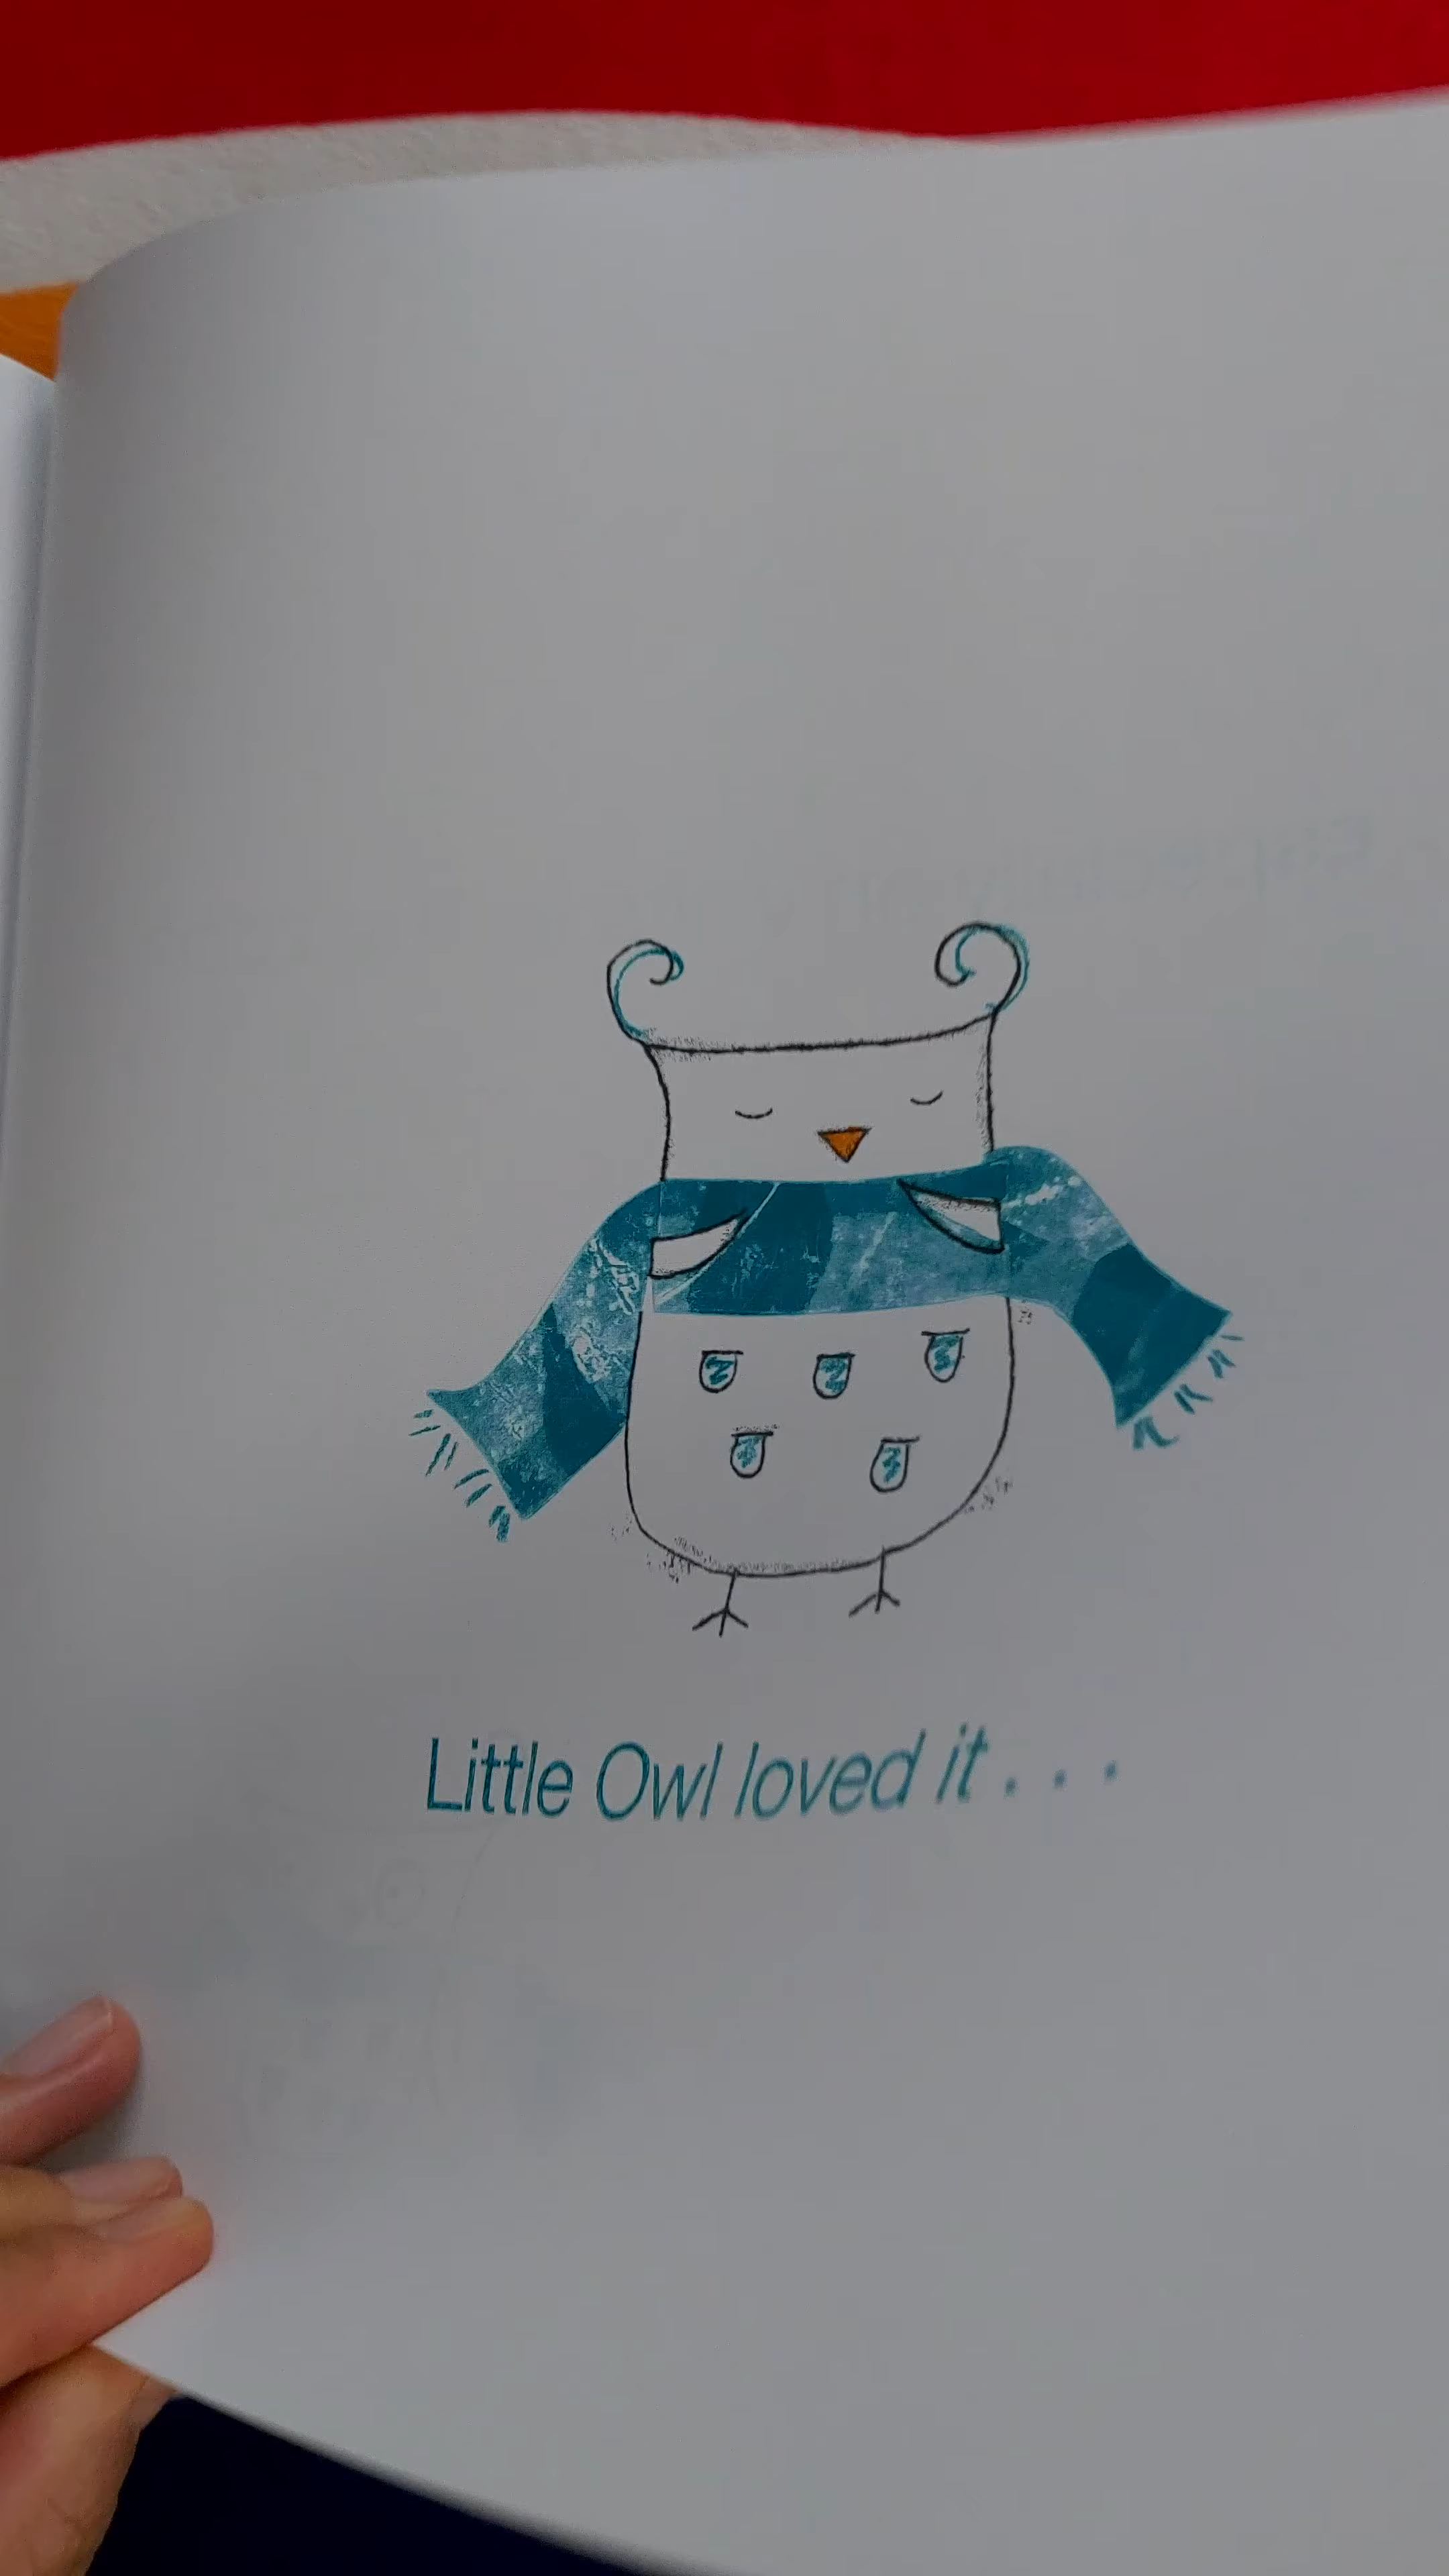 Little Owl loved it . . .